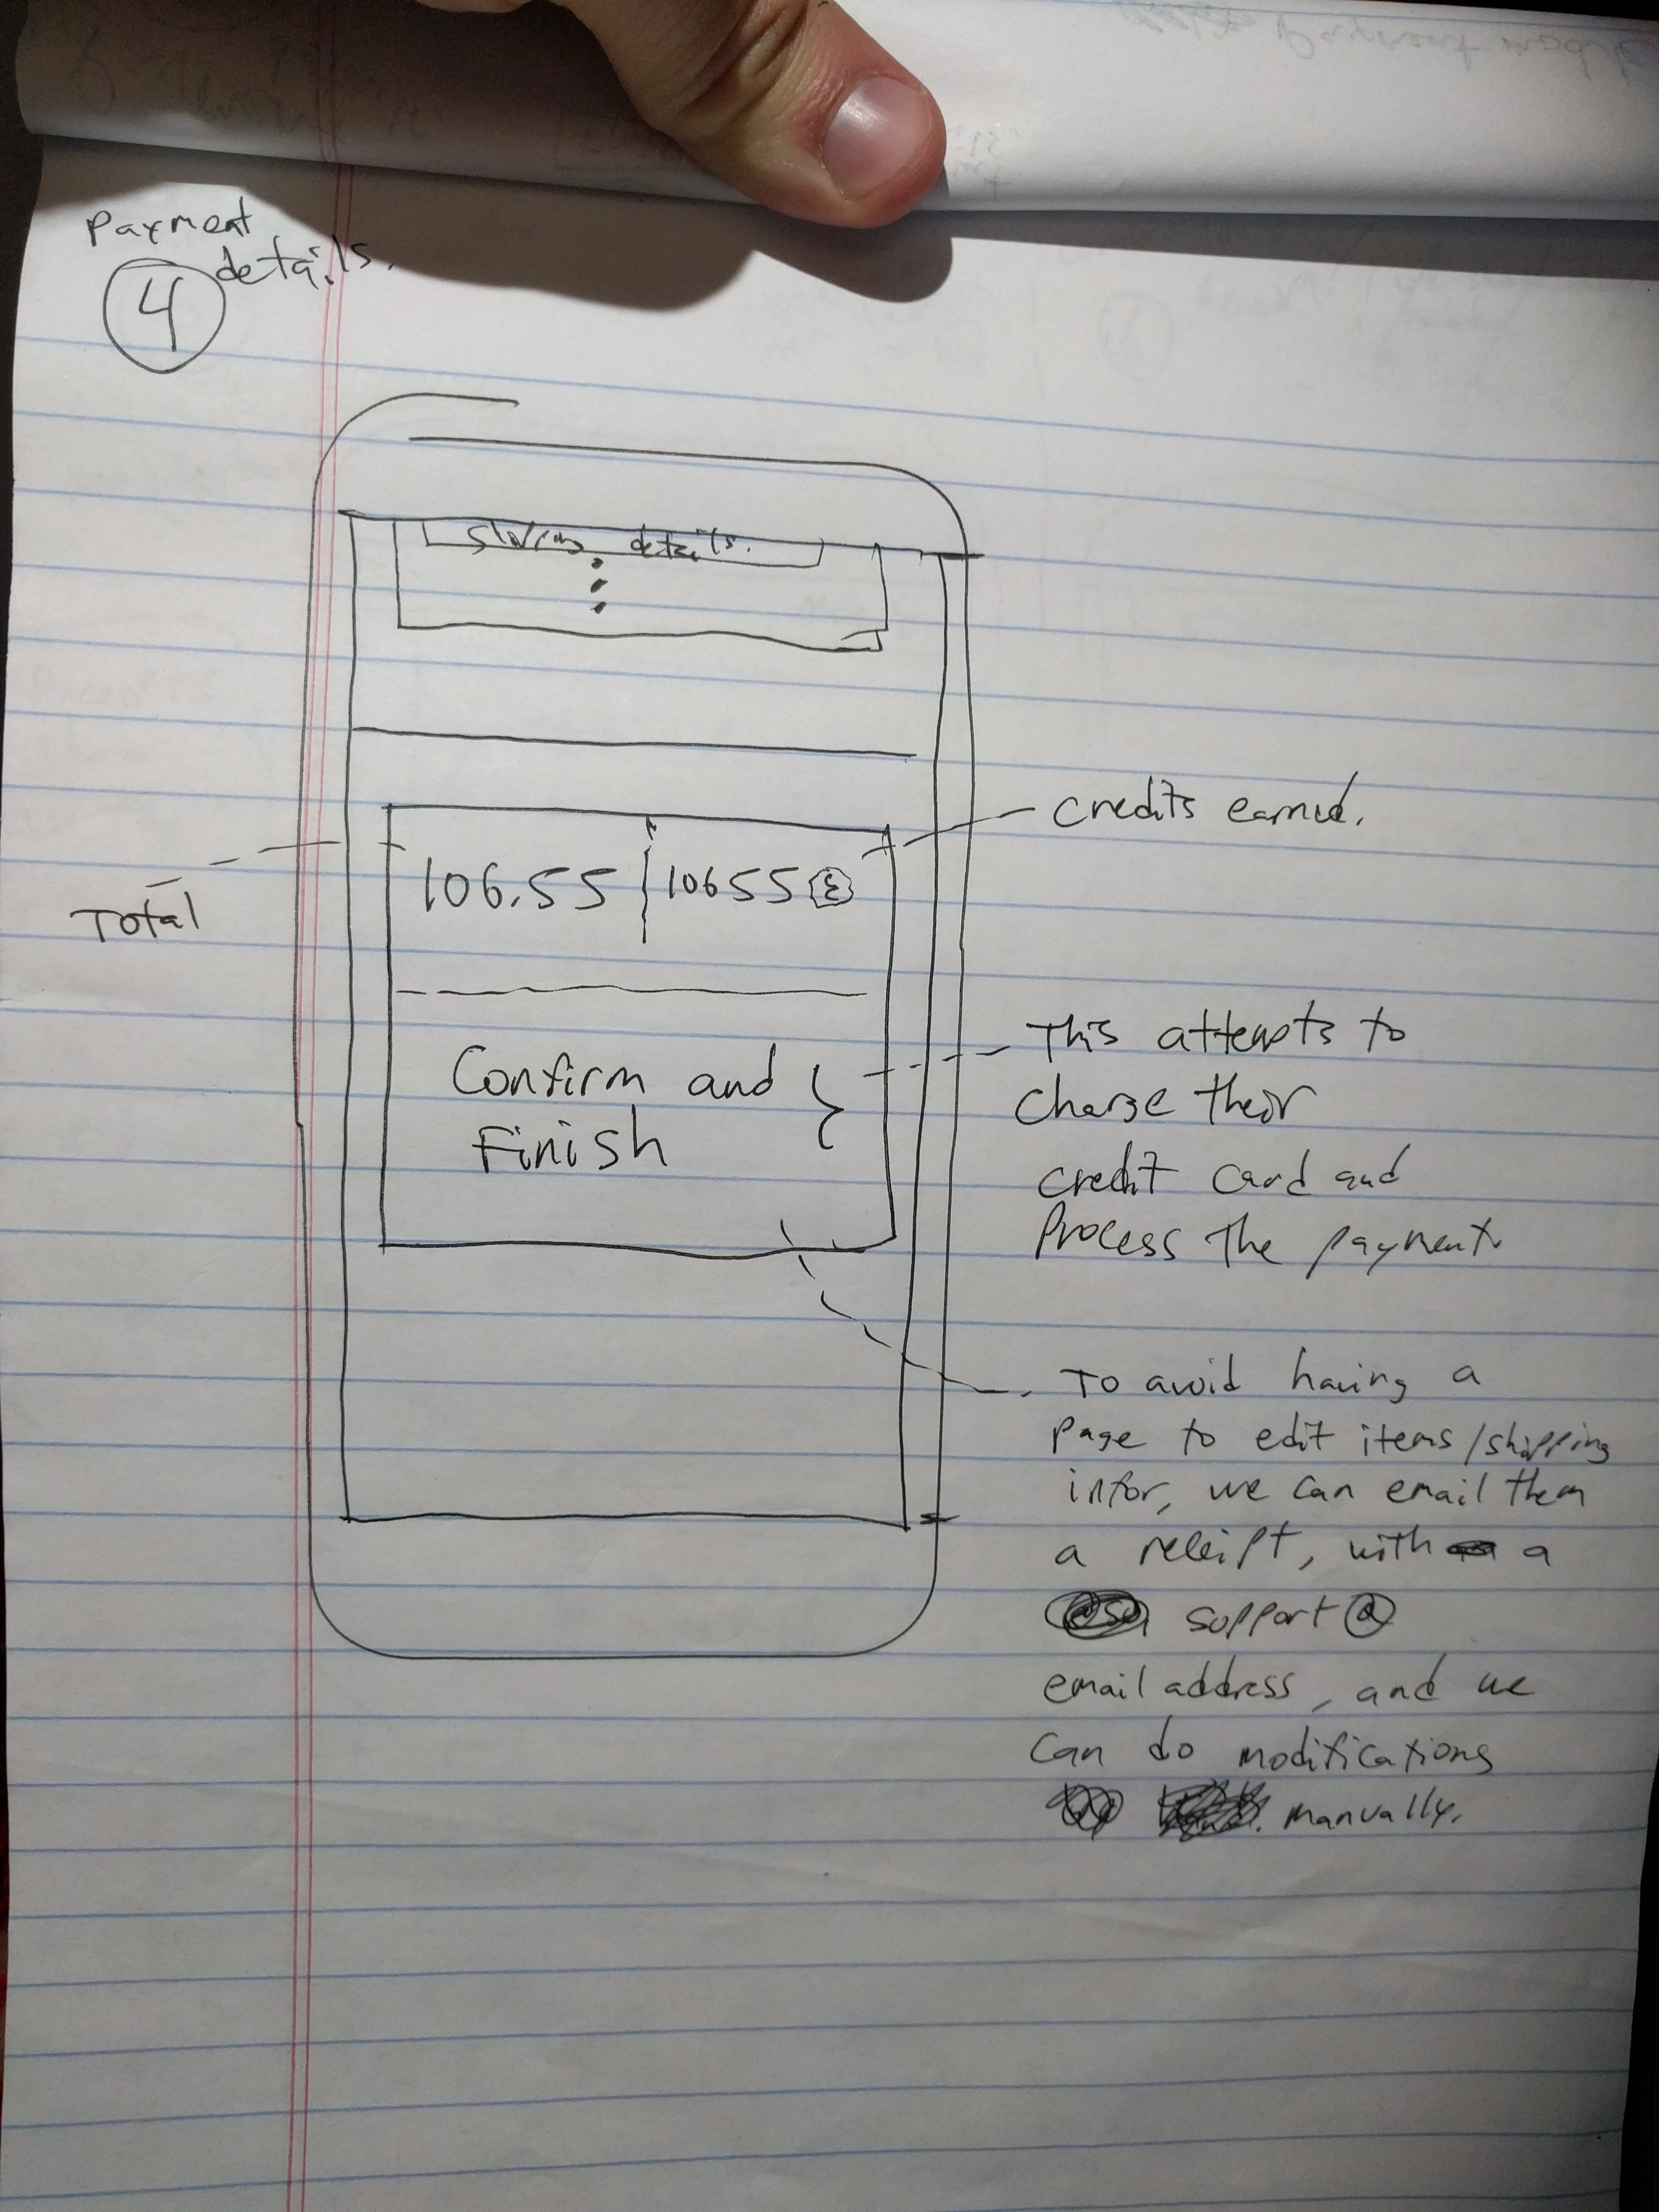 Payment
details.
4
details.
106.55 | 10655
Confirm and
Finish
Total
Credits earned.
This attempts to
charge their
credit card and
Process the payment.
To avoid having a
page to edit items/shipping
infor, we can email them
a receipt, with a
support @
email address, and we
can do modifications
manually.